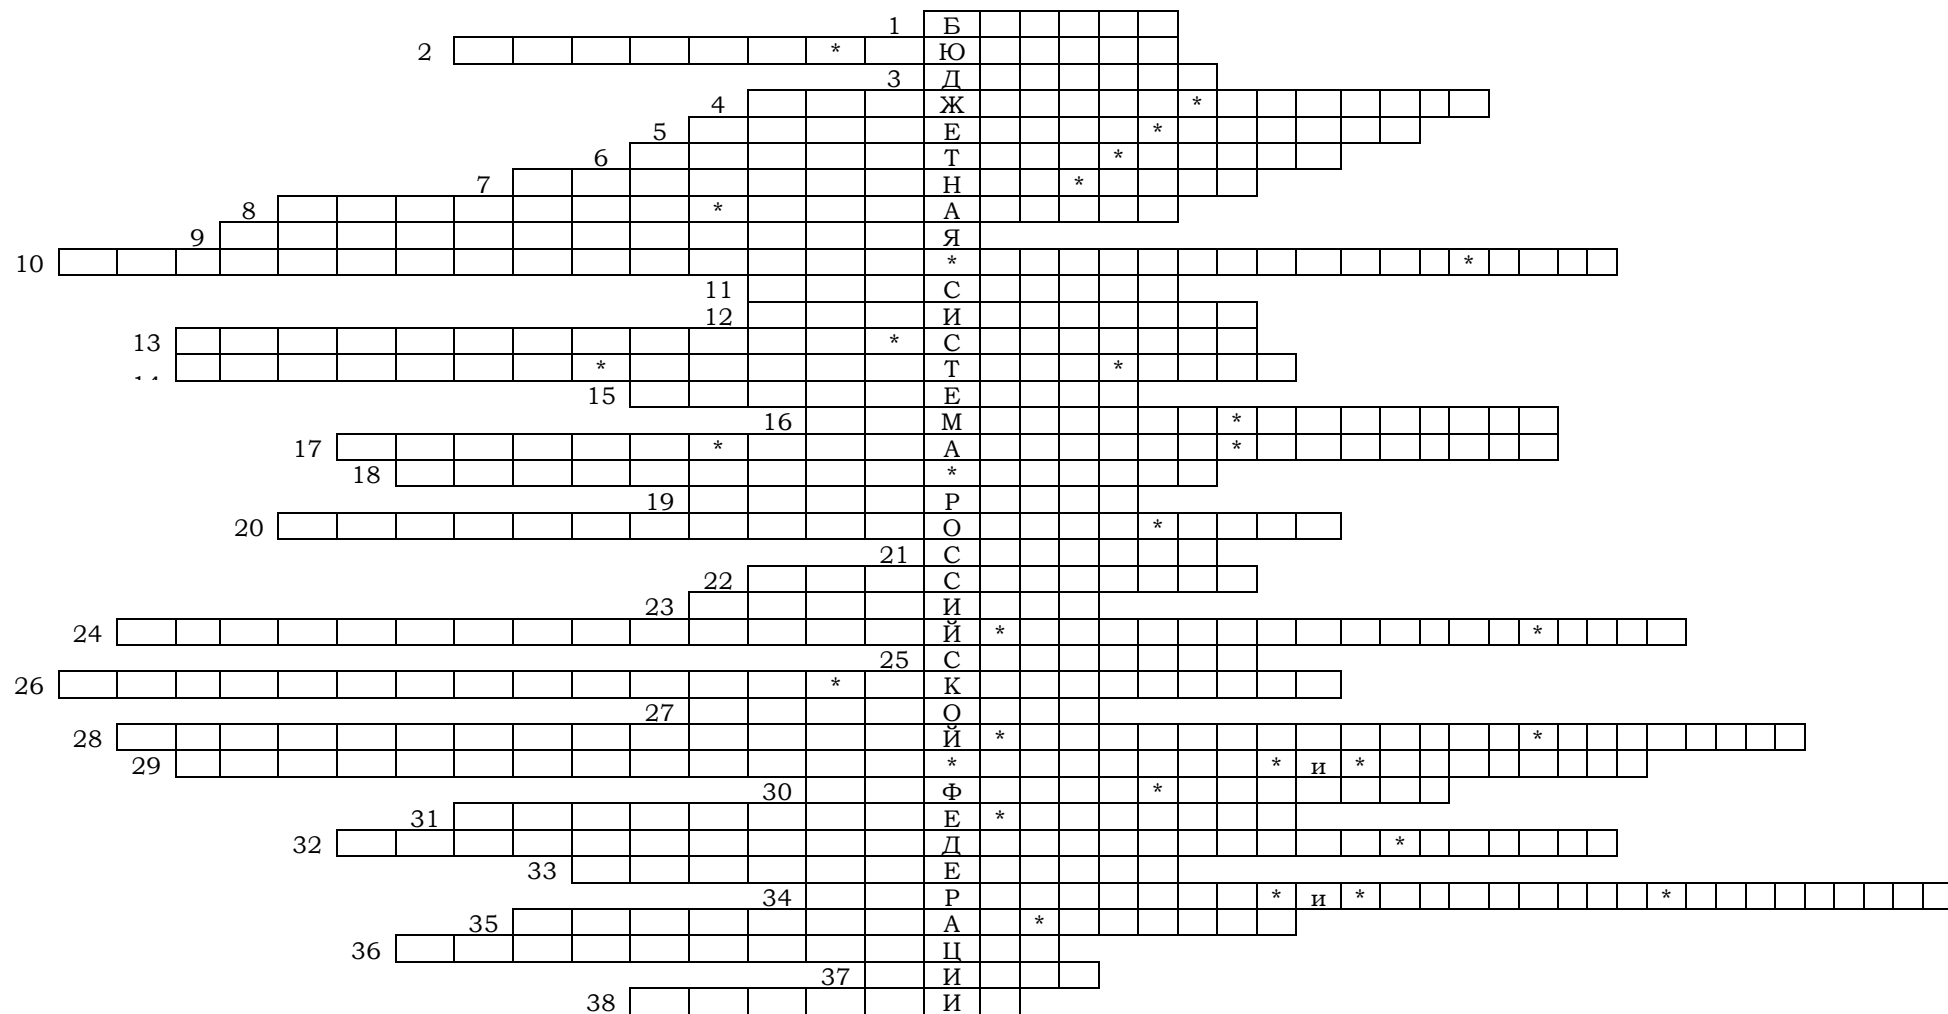 1 Б
2 * Ю
3 Д
4 Ж *
5 Е *
6 Т *
7 Н *
8 * А
9 Я
10 * *
11 С
12 И
13 * С
* Т *
15 Е
16 М *
17 * А *
18 *
19 Р
20 О *
21 С
22 С
23 И
24 Й * *
25 С
26 * К
27 О
28 Й * *
29 * * и *
30 Ф *
31 Е *
32 Д *
33 Е
34 Р * и * *
35 А *
36 Ц
37 И
38 И